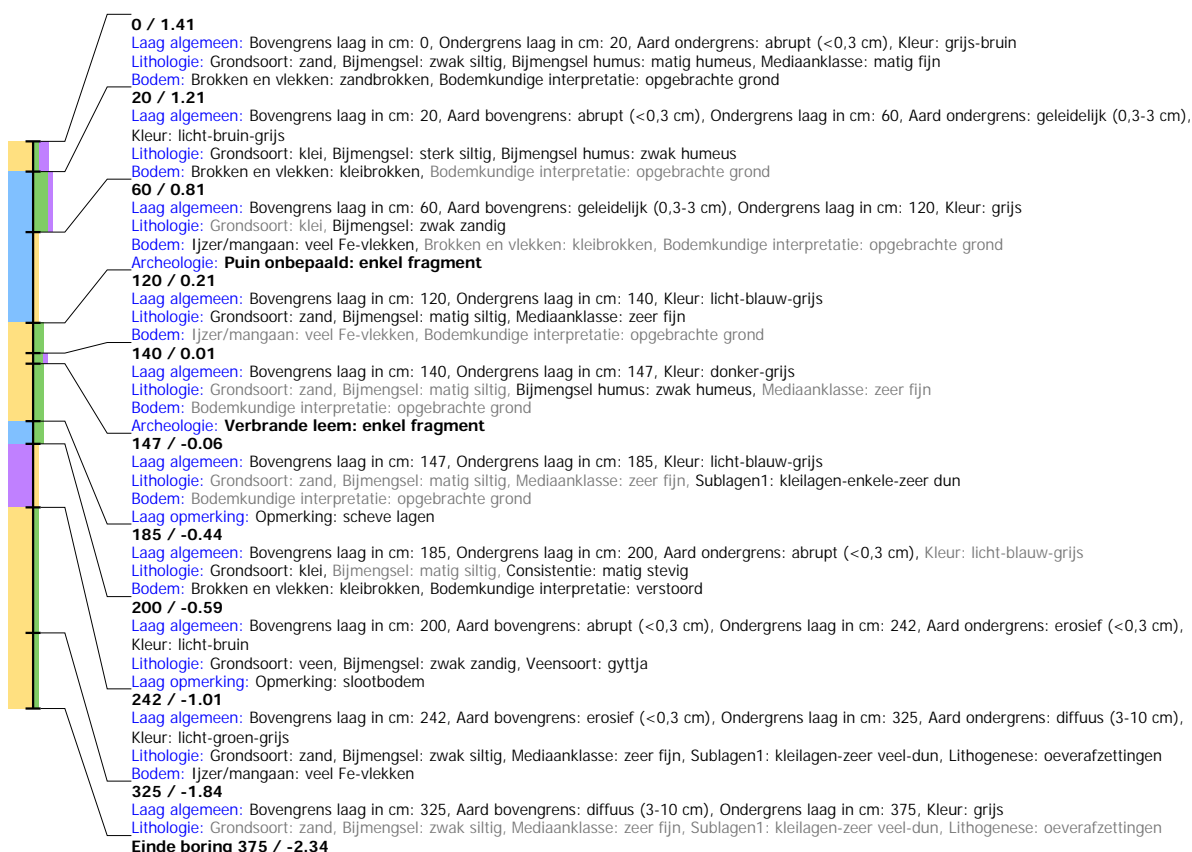 0 / 1.41
Laag algemeen: Bovengrens laag in cm: 0, Ondergrens laag in cm: 20, Aard ondergrens: abrupt (<0,3 cm), Kleur: grijs-bruin
Lithologie: Grondsoort: zand, Bijmengsel: zwak siltig, Bijmengsel humus: matig humeus, Mediaanklasse: matig fijn
Bodem: Brokken en vlekken: zandbrokken, Bodemkundige interpretatie: opgebrachte grond
20 / 1.21
Laag algemeen: Bovengrens laag in cm: 20, Aard bovengrens: abrupt (<0,3 cm), Ondergrens laag in cm: 60, Aard ondergrens: geleidelijk (0,3-3 cm),
Kleur: licht-bruin-grijs
Lithologie: Grondsoort: klei, Bijmengsel: sterk siltig, Bijmengsel humus: zwak humeus
Bodem: Brokken en vlekken: kleibrokken, Bodemkundige interpretatie: opgebrachte grond
60 / 0.81
Laag algemeen: Bovengrens laag in cm: 60, Aard bovengrens: geleidelijk (0,3-3 cm), Ondergrens laag in cm: 120, Kleur: grijs
Lithologie: Grondsoort: klei, Bijmengsel: zwak zandig
Bodem: Ijzer/mangaan: veel Fe-vlekken, Brokken en vlekken: kleibrokken, Bodemkundige interpretatie: opgebrachte grond
Archeologie: Puin onbepaald: enkel fragment
120 / 0.21
Laag algemeen: Bovengrens laag in cm: 120, Ondergrens laag in cm: 140, Kleur: licht-blauw-grijs
Lithologie: Grondsoort: zand, Bijmengsel: matig siltig, Mediaanklasse: zeer fijn
Bodem: Ijzer/mangaan: veel Fe-vlekken, Bodemkundige interpretatie: opgebrachte grond
140 / 0.01
Laag algemeen: Bovengrens laag in cm: 140, Ondergrens laag in cm: 147, Kleur: donker-grijs
Lithologie: Grondsoort: zand, Bijmengsel: matig siltig, Bijmengsel humus: zwak humeus, Mediaanklasse: zeer fijn
Bodem: Bodemkundige interpretatie: opgebrachte grond
Archeologie: Verbrande leem: enkel fragment
147 / -0.06
Laag algemeen: Bovengrens laag in cm: 147, Ondergrens laag in cm: 185, Kleur: licht-blauw-grijs
Lithologie: Grondsoort: zand, Bijmengsel: matig siltig, Mediaanklasse: zeer fijn, Sublagen1: kleilagen-enkele-zeer dun
Bodem: Bodemkundige interpretatie: opgebrachte grond
Laag opmerking: Opmerking: scheve lagen
185 / -0.44
Laag algemeen: Bovengrens laag in cm: 185, Ondergrens laag in cm: 200, Aard ondergrens: abrupt (<0,3 cm), Kleur: licht-blauw-grijs
Lithologie: Grondsoort: klei, Bijmengsel: matig siltig, Consistentie: matig stevig
Bodem: Brokken en vlekken: kleibrokken, Bodemkundige interpretatie: verstoord
200 / -0.59
Laag algemeen: Bovengrens laag in cm: 200, Aard bovengrens: abrupt (<0,3 cm), Ondergrens laag in cm: 242, Aard ondergrens: erosief (<0,3 cm),
Kleur: licht-bruin
Lithologie: Grondsoort: veen, Bijmengsel: zwak zandig, Veensoort: gyttja
Laag opmerking: Opmerking: slootbodem
242 / -1.01
Laag algemeen: Bovengrens laag in cm: 242, Aard bovengrens: erosief (<0,3 cm), Ondergrens laag in cm: 325, Aard ondergrens: diffuus (3-10 cm),
Kleur: licht-groen-grijs
Lithologie: Grondsoort: zand, Bijmengsel: zwak siltig, Mediaanklasse: zeer fijn, Sublagen1: kleilagen-zeer veel-dun, Lithogenese: oeverafzettingen
Bodem: Ijzer/mangaan: veel Fe-vlekken
325 / -1.84
Laag algemeen: Bovengrens laag in cm: 325, Aard bovengrens: diffuus (3-10 cm), Ondergrens laag in cm: 375, Kleur: grijs
Lithologie: Grondsoort: zand, Bijmengsel: zwak siltig, Mediaanklasse: zeer fijn, Sublagen1: kleilagen-zeer veel-dun, Lithogenese: oeverafzettingen
Einde boring 375 / -2.34